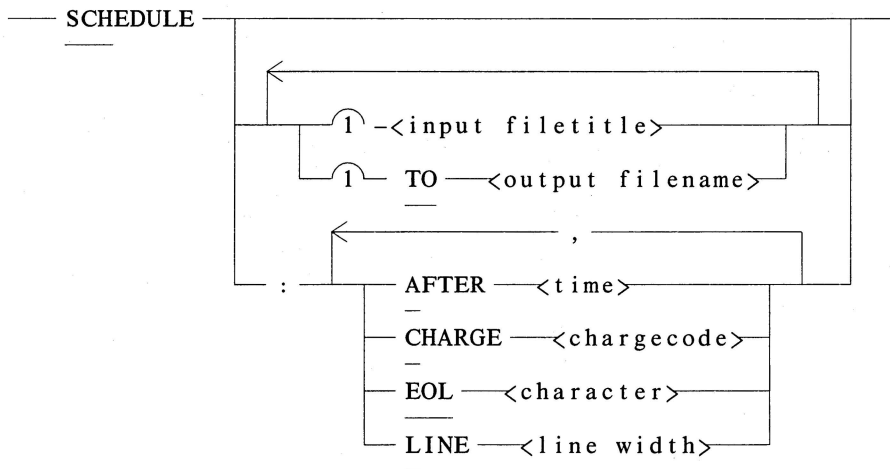 SCHEDULE
1 -<input filetitle>
1 TO <output filename>
,
: AFTER <time>
CHARGE <chargecode>
EOL <character>
LINE <line width>